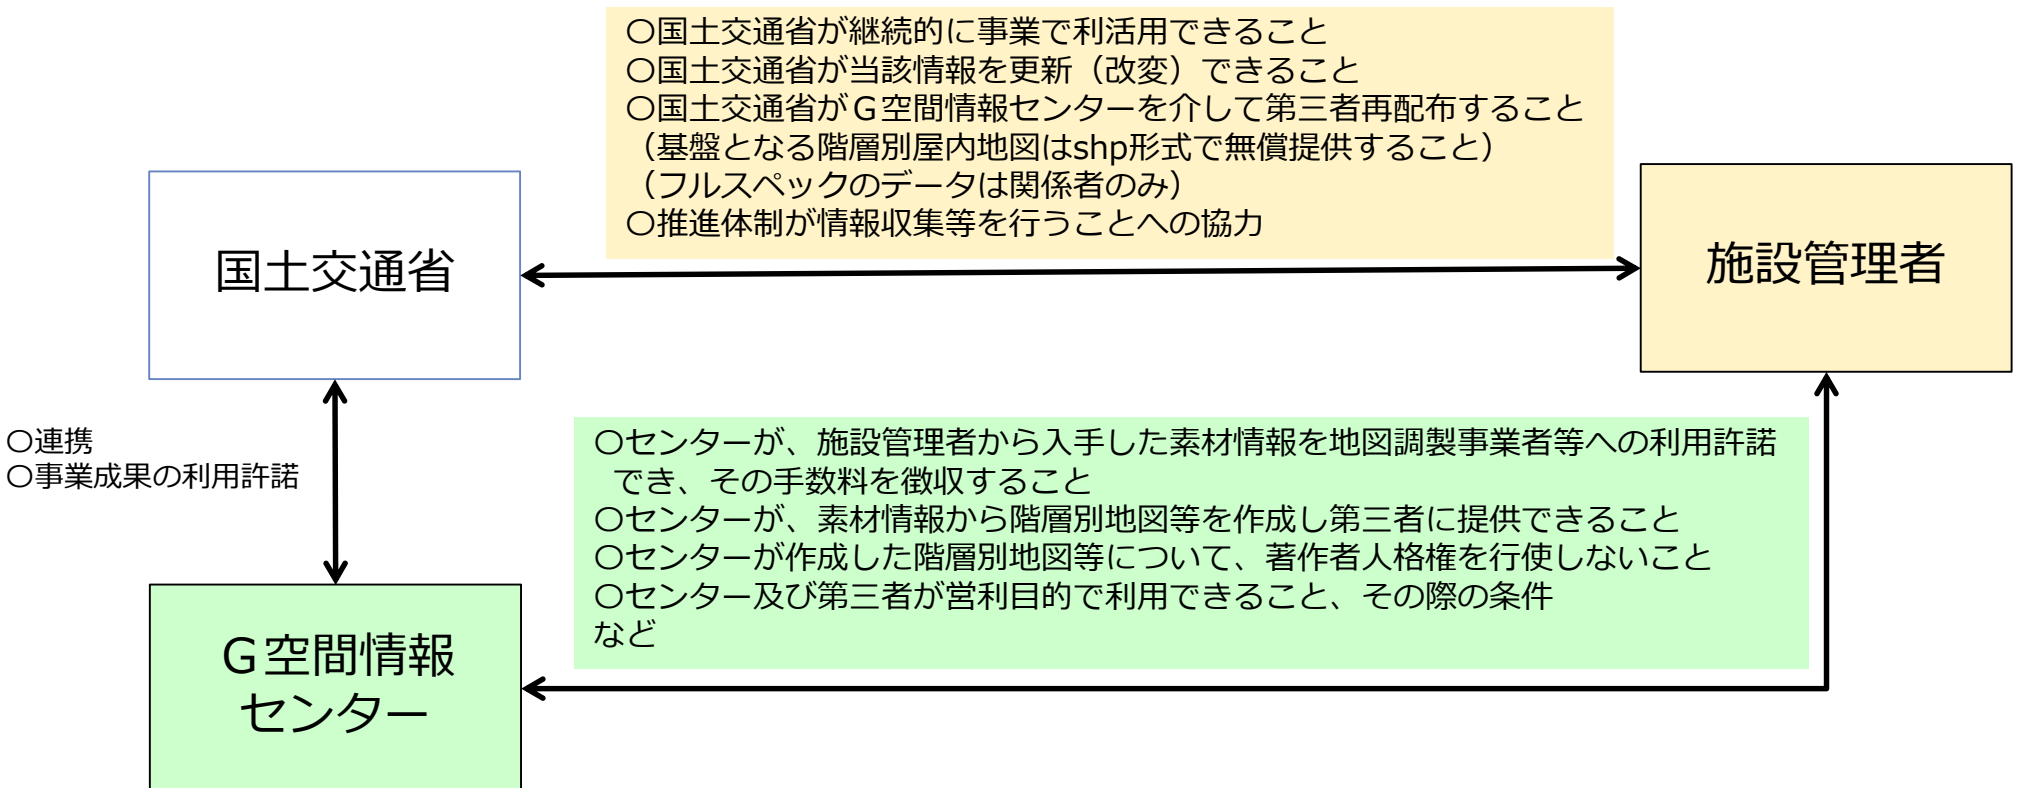 〇国土交通省が継続的に事業で利活用できること
〇国土交通省が当該情報を更新（改変）できること
〇国土交通省がＧ空間情報センターを介して第三者再配布すること
（基盤となる階層別屋内地図はshp形式で無償提供すること）
（フルスペックのデータは関係者のみ）
〇推進体制が情報収集等を行うことへの協力
国土交通省
施設管理者
〇連携
〇事業成果の利用許諾
〇センターが、施設管理者から入手した素材情報を地図調製事業者等への利用許諾
でき、その手数料を徴収すること
〇センターが、素材情報から階層別地図等を作成し第三者に提供できること
〇センターが作成した階層別地図等について、著作者人格権を行使しないこと
〇センター及び第三者が営利目的で利用できること、その際の条件
など
Ｇ空間情報
センター